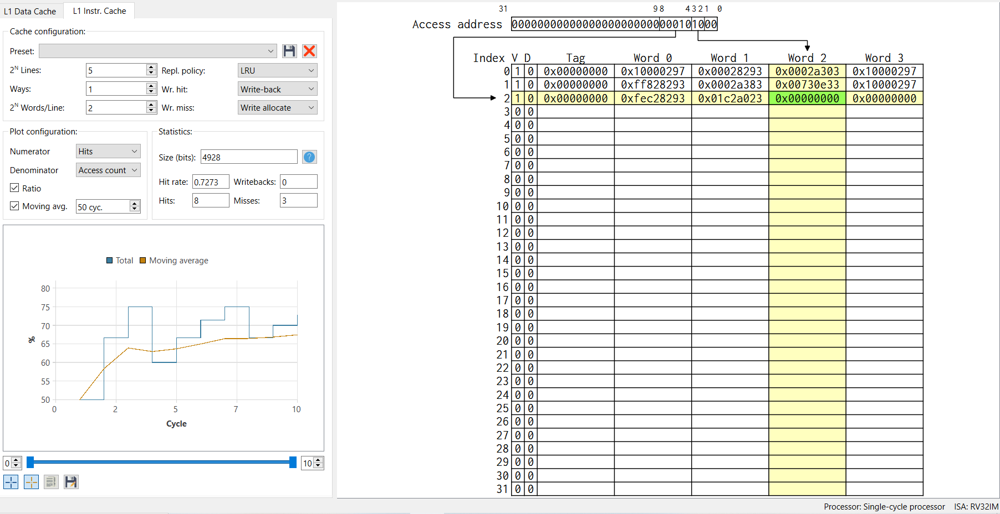 L1 Data Cache L1 Instr. Cache
Cache configuration:
Preset:
2^N Lines: 5 Repl. policy: LRU
Ways: 1 Wr. hit: Write-back
2^N Words/Line: 2 Wr. miss: Write allocate
Plot configuration:
Numerator Hits
Denominator Access count
Ratio
Moving avg. 50 cyc.
Statistics:
Size (bits): 4928 ?
Hit rate: 0.7273 Writebacks: 0
Hits: 8 Misses: 3
Total Moving average
80
75
70
65
60
55
50
%
0 2 5 7 10
Cycle
0 10
31 9 8 4 3 2 1 0
Access address 00000000000000000000000 00010 10 00
Index V D Tag Word 0 Word 1 Word 2 Word 3
0 1 0 0x00000000 0x10000297 0x00028293 0x0002a303 0x10000297
1 1 0 0x00000000 0xff828293 0x0002a383 0x00730e33 0x10000297
2 1 0 0x00000000 0xfec28293 0x01c2a023 0x00000000 0x00000000
3 0 0
4 0 0
5 0 0
6 0 0
7 0 0
8 0 0
9 0 0
10 0 0
11 0 0
12 0 0
13 0 0
14 0 0
15 0 0
16 0 0
17 0 0
18 0 0
19 0 0
20 0 0
21 0 0
22 0 0
23 0 0
24 0 0
25 0 0
26 0 0
27 0 0
28 0 0
29 0 0
30 0 0
31 0 0
Processor: Single-cycle processor ISA: RV32IM